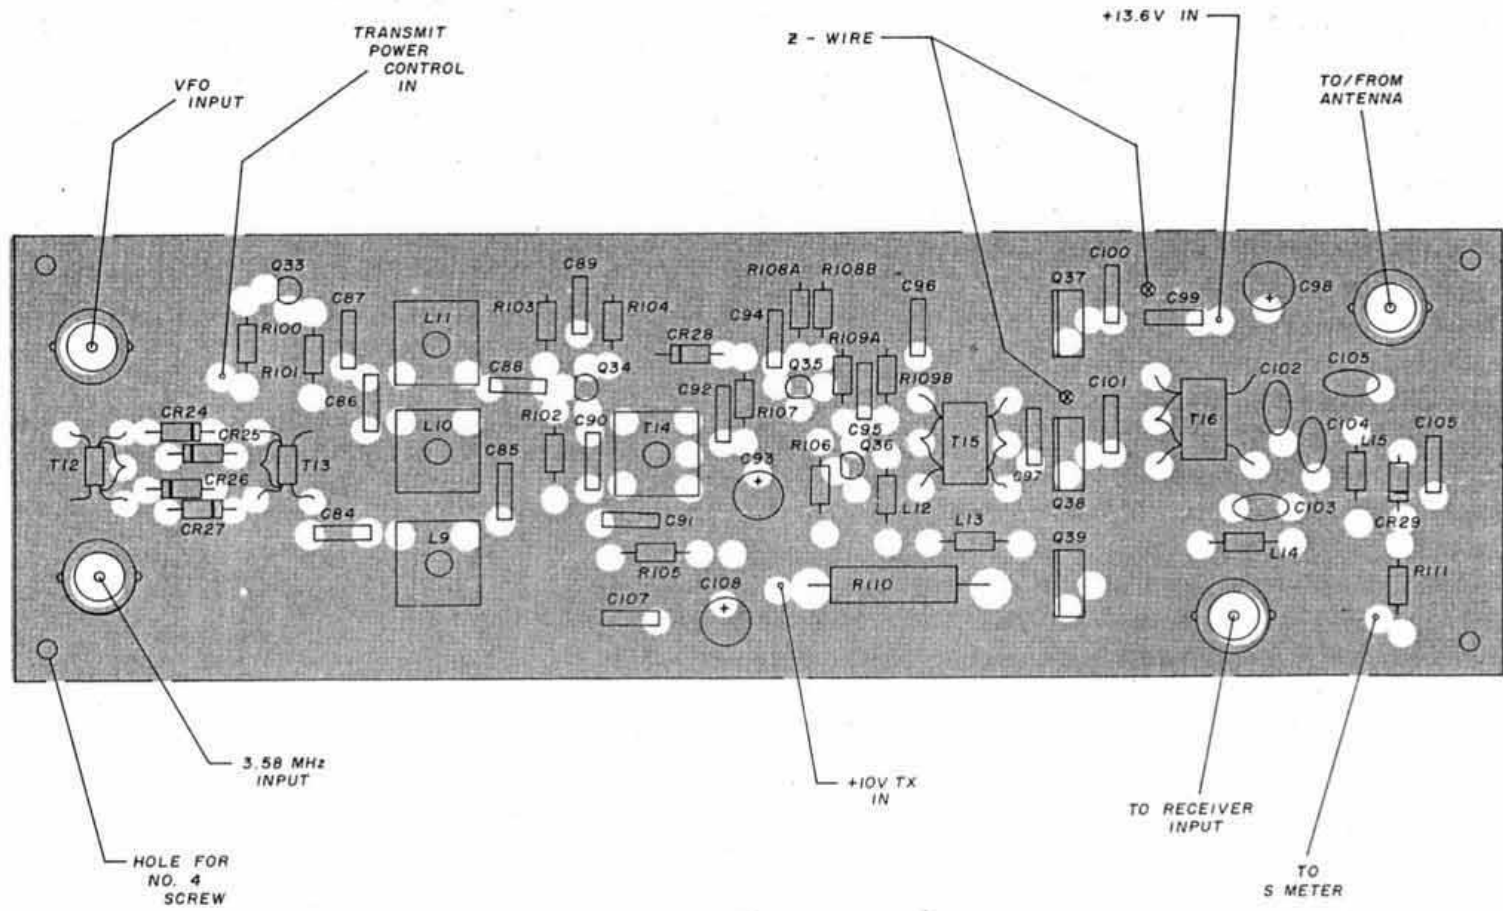 TRANSMIT
POWER
CONTROL
IN
VFO
INPUT
Z - WIRE
+13.6V IN
TO/FROM
ANTENNA
Q33
C87
L11
R103
C89
R104
R108A
R108B
C96
Q37
C100
C99
C98
R100
R101
C94
CR28
R109A
C88
Q34
C92
Q35
R109B
C101
C102
C105
C86
R102
C90
R107
CR24
CR25
L10
T14
C95
T15
T16
C104
L15
C105
T12
T13
C85
R106
Q36
C97
CR26
C93
CR27
L12
Q38
C103
CR29
C84
L9
C91
L13
Q39
L14
R105
C108
R110
R111
C107
3.58 MHz
INPUT
+10V TX
IN
TO RECEIVER
INPUT
HOLE FOR
NO. 4
SCREW
TO
S METER